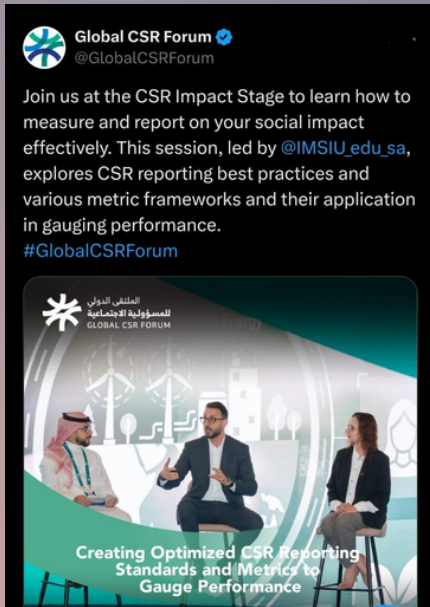 Global CSR Forum
@GlobalCSRForum
Join us at the CSR Impact Stage to learn how to
measure and report on your social impact
effectively. This session, led by @IMSIU_edu_sa,
explores CSR reporting best practices and
various metric frameworks and their application
in gauging performance.
#GlobalCSRForum
الملتقى الدولي
للمسؤولية الاجتماعية
GLOBAL CSR FORUM
Creating Optimized CSR Reporting
Standards and Metrics to
Gauge Performance